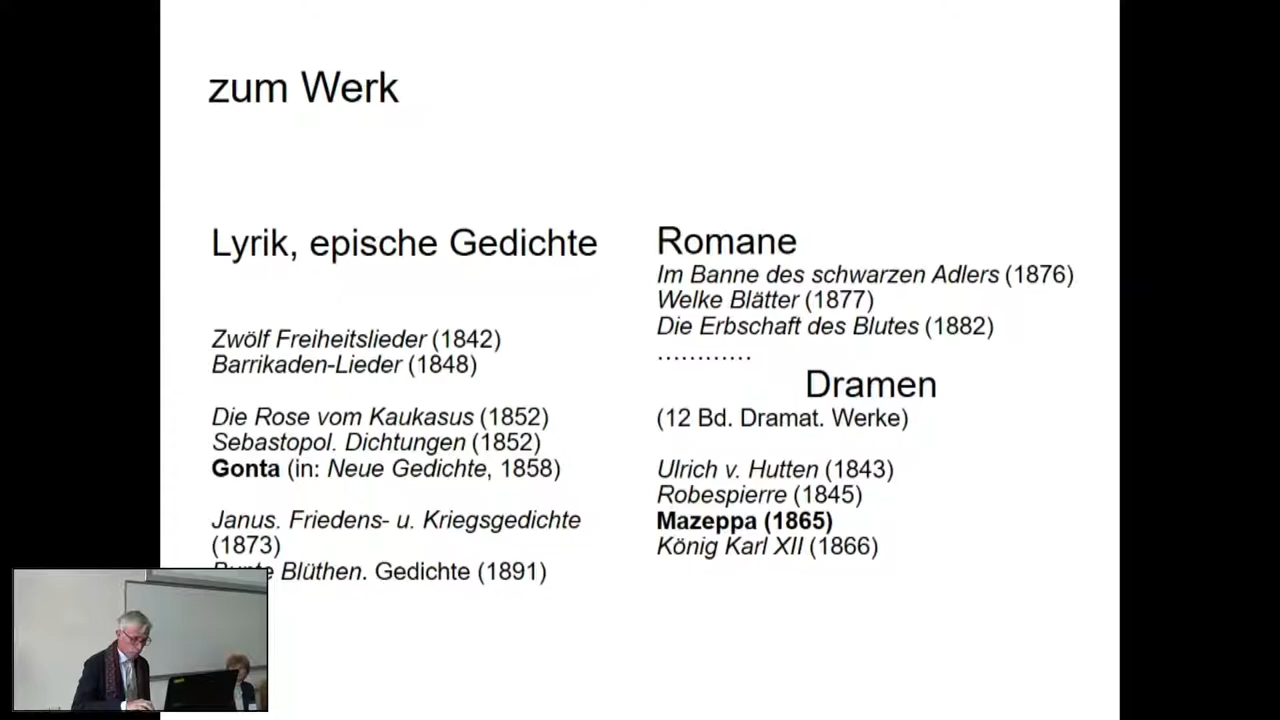 zum Werk
Lyrik, epische Gedichte
Zwölf Freiheitslieder (1842)
Barrikaden-Lieder (1848)
Die Rose vom Kaukasus (1852)
Sebastopol. Dichtungen (1852)
Gonta (in: Neue Gedichte, 1858)
Janus. Friedens- u. Kriegsgedichte
(1873)
Blüthen. Gedichte (1891)
Romane
Im Banne des schwarzen Adlers (1876)
Welke Blätter (1877)
Die Erbschaft des Blutes (1882)
............
Dramen
(12 Bd. Dramat. Werke)
Ulrich v. Hutten (1843)
Robespierre (1845)
Mazeppa (1865)
König Karl XII (1866)